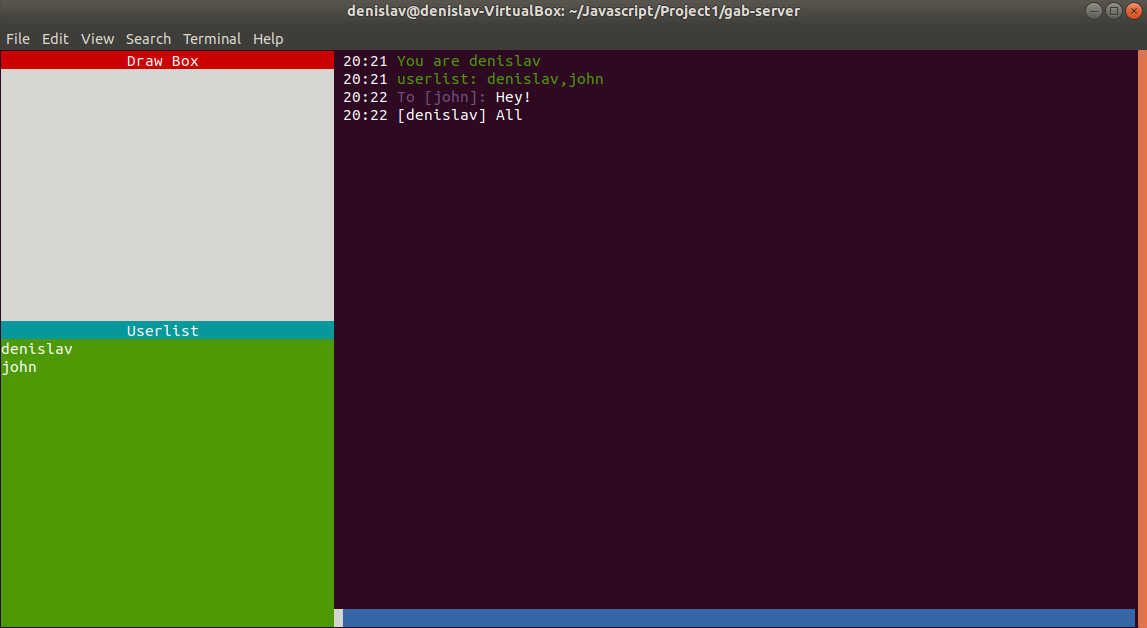 denislav@denislav-VirtualBox: ~/Javascript/Project1/gab-server
File Edit View Search Terminal Help
Draw Box
Userlist
denislav
john
20:21 You are denislav
20:21 userlist: denislav,john
20:22 To [john]: Hey!
20:22 [denislav] All